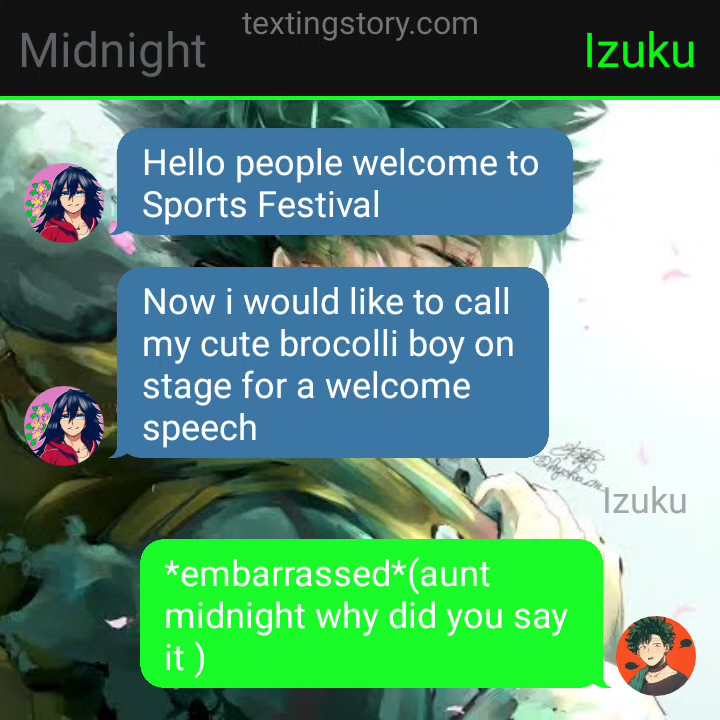 textingstory.com
Midnight
Izuku
Hello people welcome to
Sports Festival
Now i would like to call
my cute brocolli boy on
stage for a welcome
speech
Izuku
*embarrassed*(aunt
midnight why did you say
it )